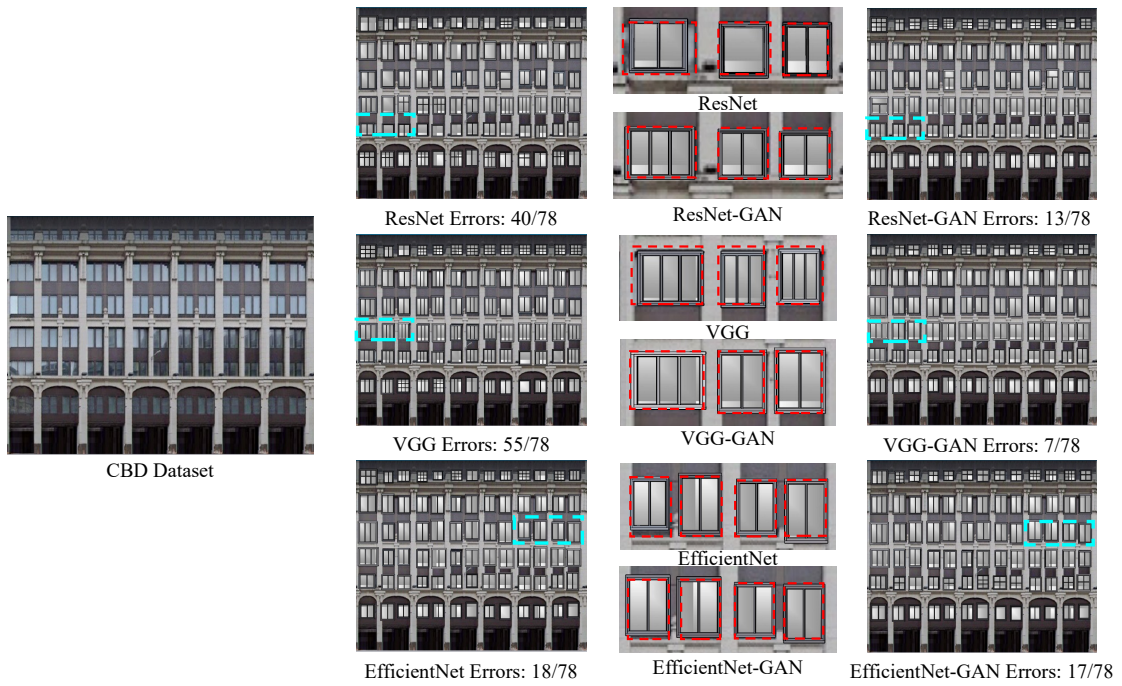 ResNet
ResNet Errors: 40/78
ResNet-GAN
ResNet-GAN Errors: 13/78
VGG
CBD Dataset
VGG Errors: 55/78
VGG-GAN
VGG-GAN Errors: 7/78
EfficientNet
EfficientNet Errors: 18/78
EfficientNet-GAN
EfficientNet-GAN Errors: 17/78